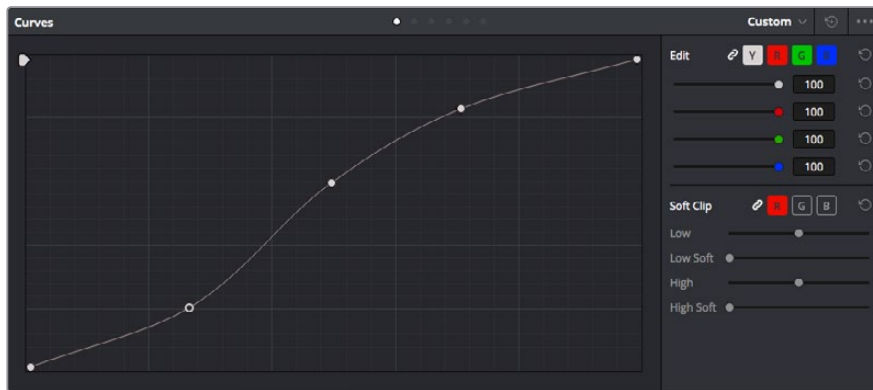 Curves
Custom
Edit Y R G B
100
100
100
100
Soft Clip R G B
Low
Low Soft
High
High Soft